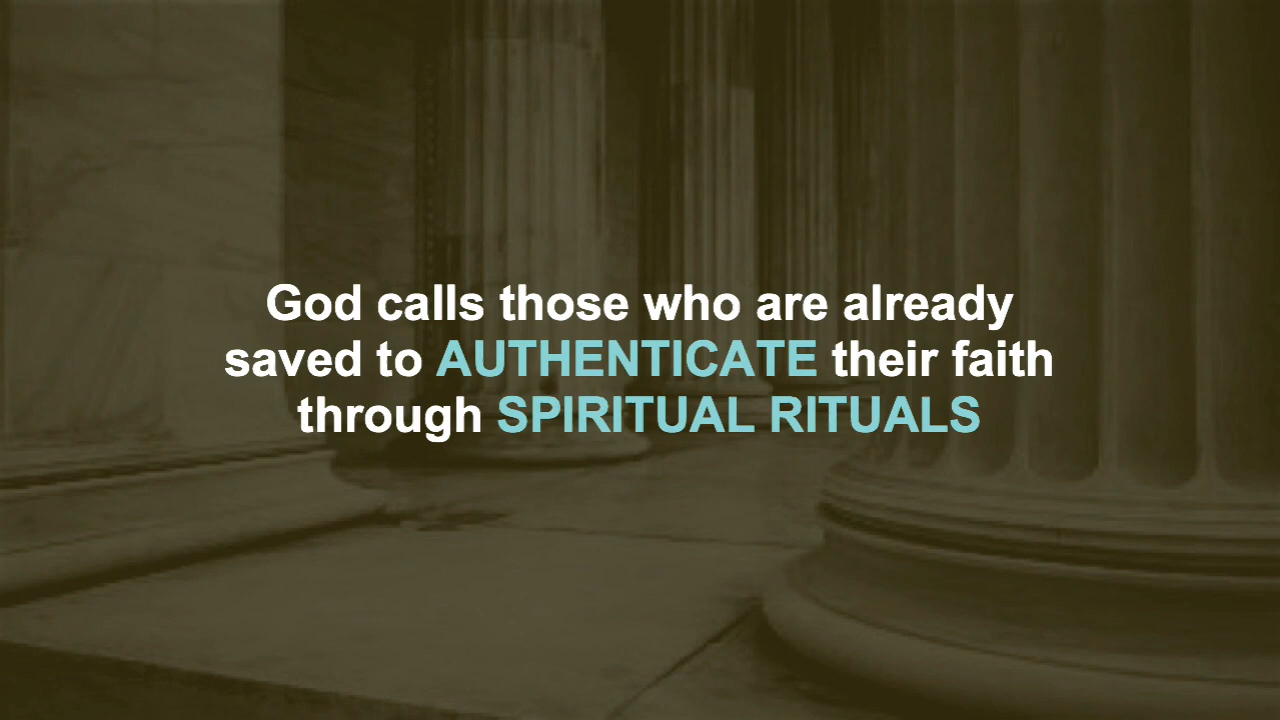 God calls those who are already
saved to AUTHENTICATE their faith
through SPIRITUAL RITUALS